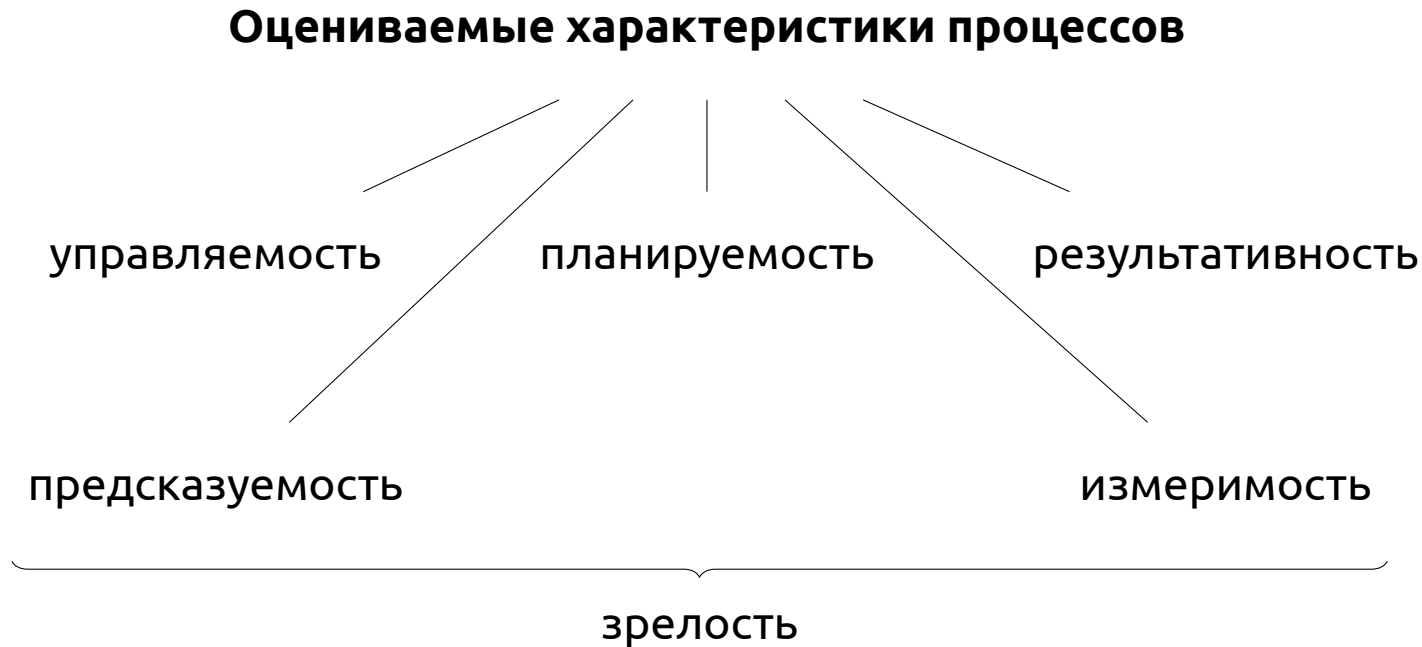 Оцениваемые характеристики процессов
управляемость планируемость результативность
предсказуемость измеримость
зрелость